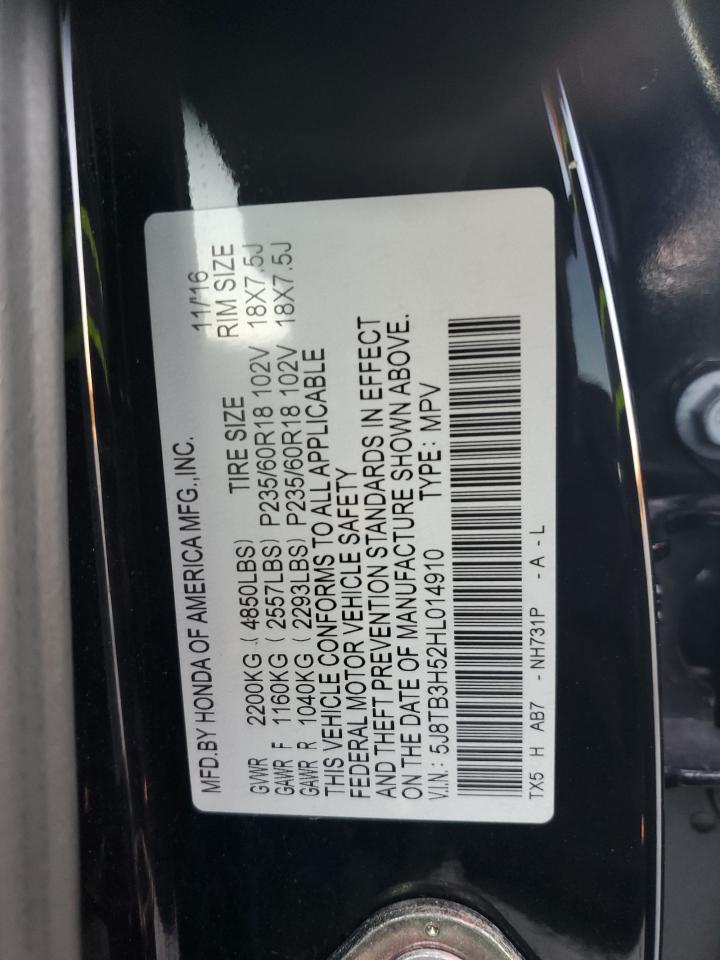 MFD.BY HONDA OF AMERICA MFG.,INC. 11/'16
TIRE SIZE RIM SIZE
GVWR 2200KG ( 4850LBS)
GAWR F 1160KG ( 2557LBS) P235/60R18 102V 18X7.5J
GAWR R 1040KG ( 2293LBS) P235/60R18 102V 18X7.5J
THIS VEHICLE CONFORMS TO ALL APPLICABLE
FEDERAL MOTOR VEHICLE SAFETY
AND THEFT PREVENTION STANDARDS IN EFFECT
ON THE DATE OF MANUFACTURE SHOWN ABOVE.
V.I.N.: 5J8TB3H52HL014910 TYPE: MPV
TX5 H AB7 -NH731P -A-L